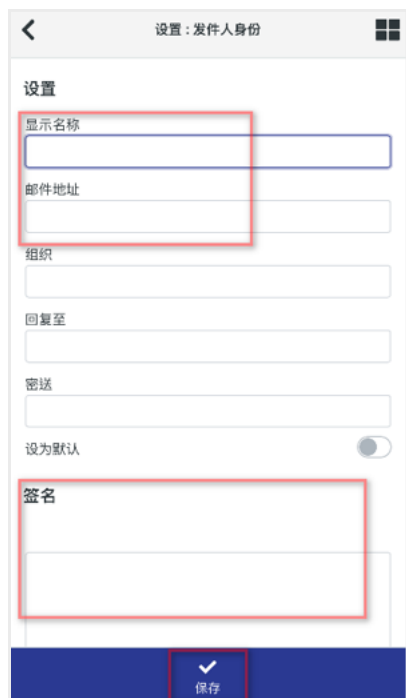 设置 : 发件人身份
设置
显示名称
邮件地址
组织
回复至
密送
设为默认
签名
保存